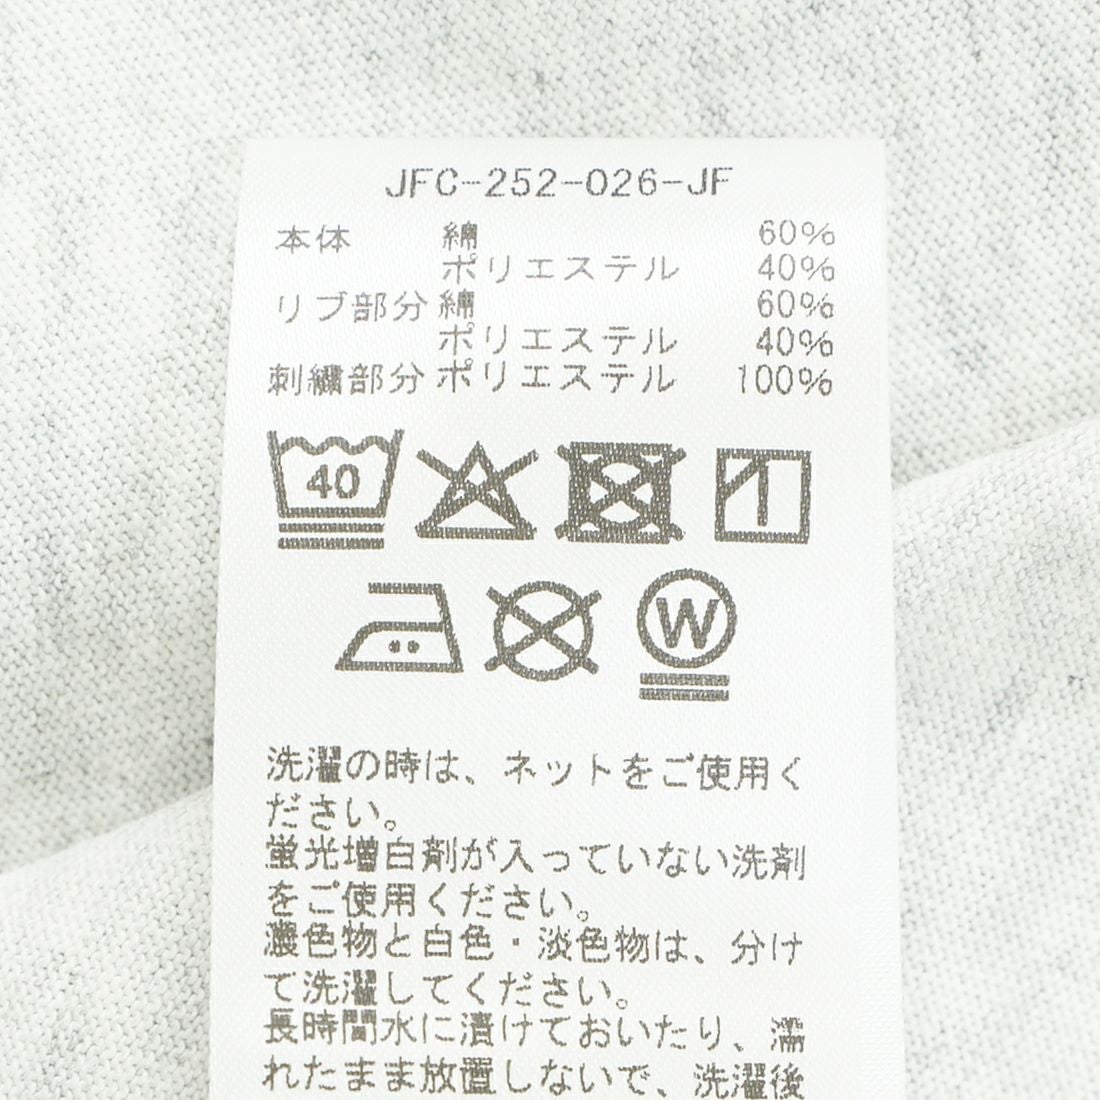 JFC-252-026-JF
本体 綿 60%
ポリエステル 40%
リブ部分 綿 60%
ポリエステル 40%
刺繍部分 ポリエステル 100%
40
W
洗濯の時は、ネットをご使用く
ださい。
蛍光増白剤が入っていない洗剤
をご使用ください。
濃色物と白色・淡色物は、分け
て洗濯してください。
長時間水に漬けておいたり、濡
れたまま放置しないで、洗濯後